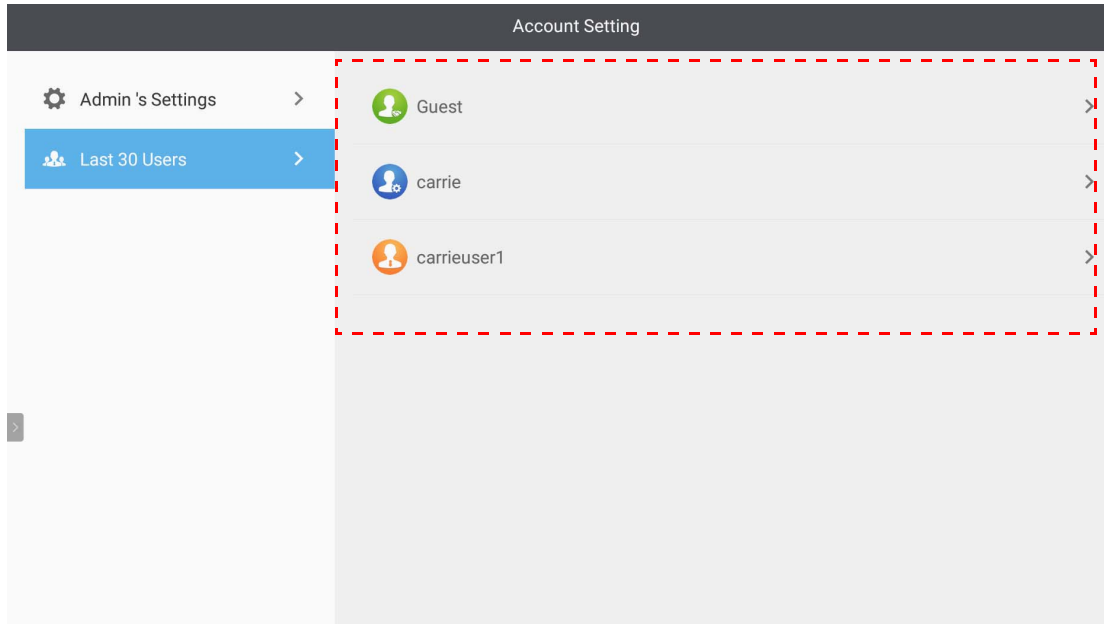 Account Setting
Admin 's Settings
Last 30 Users
Guest
carrie
carrieuser1